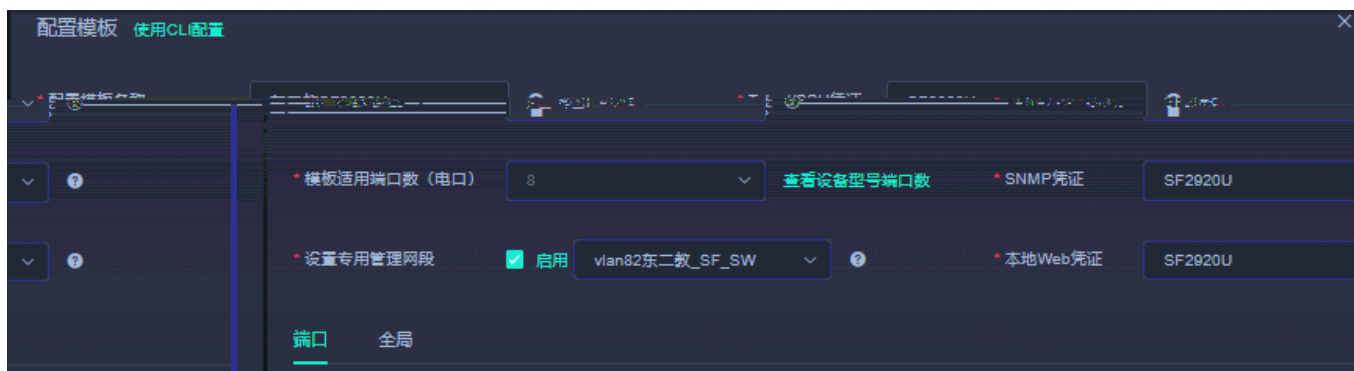 配置模板 使用CLI配置
* 模板适用端口数（电口） 8 查看设备型号端口数 * SNMP凭证 SF2920U
* 设置专用管理网段 启用 vlan82东二教_SF_SW * 本地Web凭证 SF2920U
端口 全局